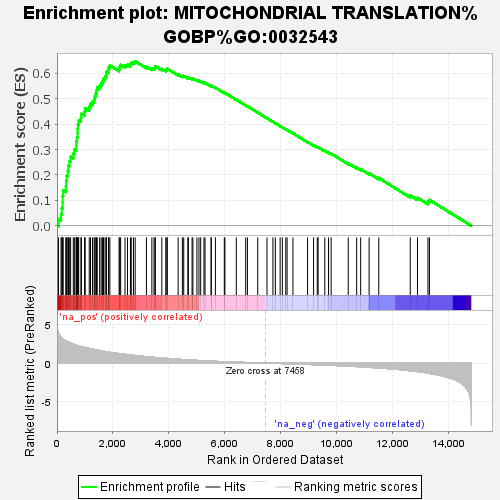 Enrichment plot: MITOCHONDRIAL TRANSLATION%
GOBP%GO:0032543
Enrichment score (ES)
0.6
0.5
0.4
0.3
0.2
0.1
0.0
Ranked list metric (PreRanked)
5
0
-5
'na_pos' (positively correlated)
Zero cross at 7458
'na_neg' (negatively correlated)
0
2,000
4,000
6,000
8,000
10,000
12,000
14,000
Rank in Ordered Dataset
Enrichment profile
Hits
Ranking metric scores